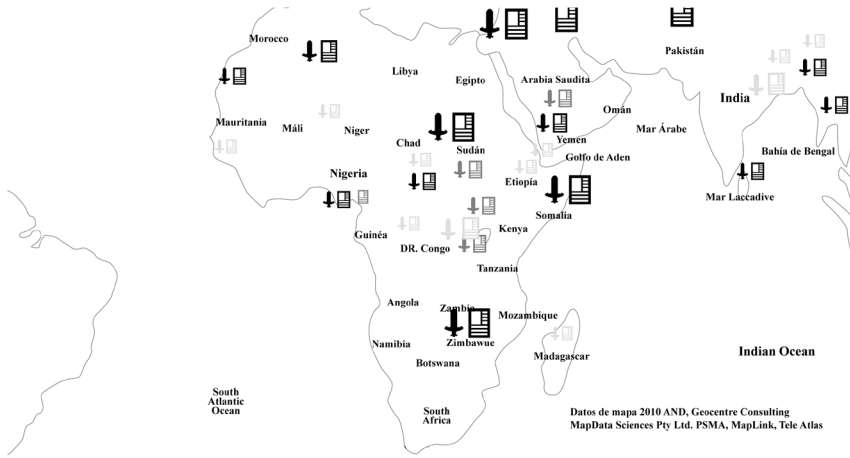 Morocco
Pakistán
Libya
Egipto
Arabia Saudita
India
Omán
Mauritania
Máli
Niger
Mar Árabe
Yemen
Chad
Sudán
Bahía de Bengal
Golfo de Aden
Nigeria
Etiopía
Mar Laccadive
Somalia
Kenya
Guinéa
DR. Congo
Tanzania
Angola
Zambia
Mozambique
Namibia
Zimbawue
Indian Ocean
Madagascar
Botswana
South
Atlantic
Ocean
South
Africa
Datos de mapa 2010 AND, Geocentre Consulting
MapData Sciences Pty Ltd. PSMA, MapLink, Tele Atlas